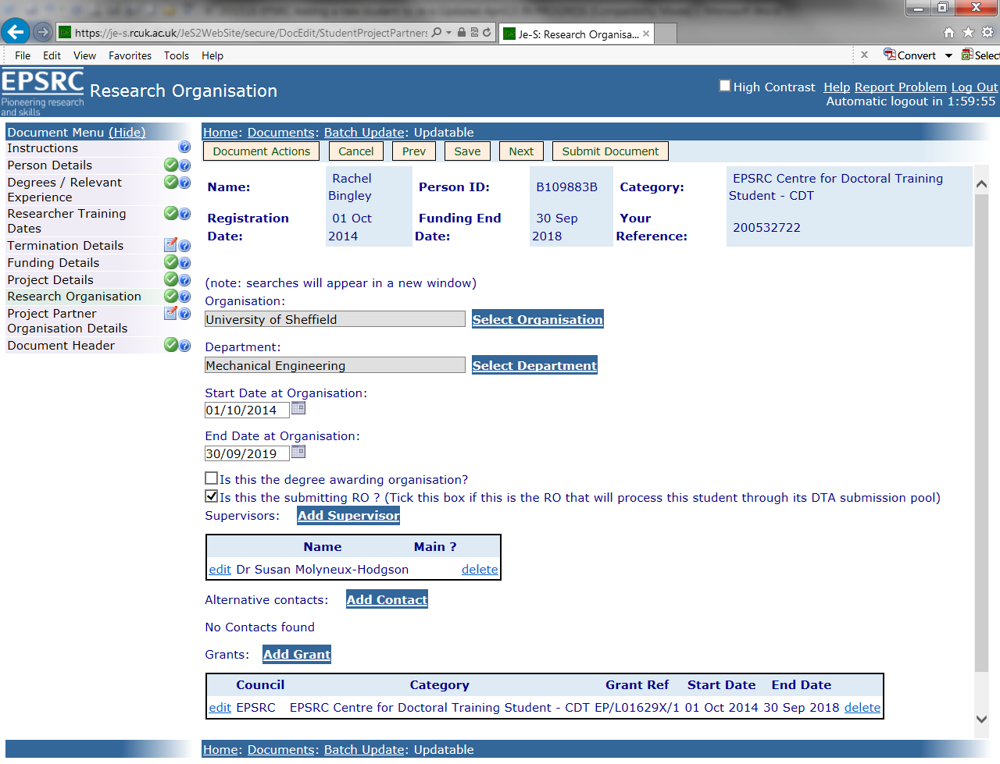 https://je-s.rcuk.ac.uk/JeS2WebSite/secure/DocEdit/StudentProjectPartners
Je-S: Research Organisa...
File Edit View Favorites Tools Help
x Convert Selec
EPSRC
Pioneering research
and skills
Research Organisation
High Contrast Help Report Problem Log Out
Automatic logout in 1:59:55
Document Menu (Hide)
Instructions
Person Details
Degrees / Relevant
Experience
Researcher Training
Dates
Termination Details
Funding Details
Project Details
Research Organisation
Project Partner
Organisation Details
Document Header
Home: Documents: Batch Update: Updatable
Document Actions Cancel Prev Save Next Submit Document
Name: Rachel Bingley Person ID: B109883B Category: EPSRC Centre for Doctoral Training Student - CDT
Registration Date: 01 Oct 2014 Funding End Date: 30 Sep 2018 Your Reference: 200532722
(note: searches will appear in a new window)
Organisation:
University of Sheffield Select Organisation
Department:
Mechanical Engineering Select Department
Start Date at Organisation:
01/10/2014
End Date at Organisation:
30/09/2019
Is this the degree awarding organisation?
Is this the submitting RO ? (Tick this box if this is the RO that will process this student through its DTA submission pool)
Supervisors: Add Supervisor
Name Main ?
edit Dr Susan Molyneux-Hodgson delete
Alternative contacts: Add Contact
No Contacts found
Grants: Add Grant
Council Category Grant Ref Start Date End Date
edit EPSRC EPSRC Centre for Doctoral Training Student - CDT EP/L01629X/1 01 Oct 2014 30 Sep 2018 delete
Home: Documents: Batch Update: Updatable